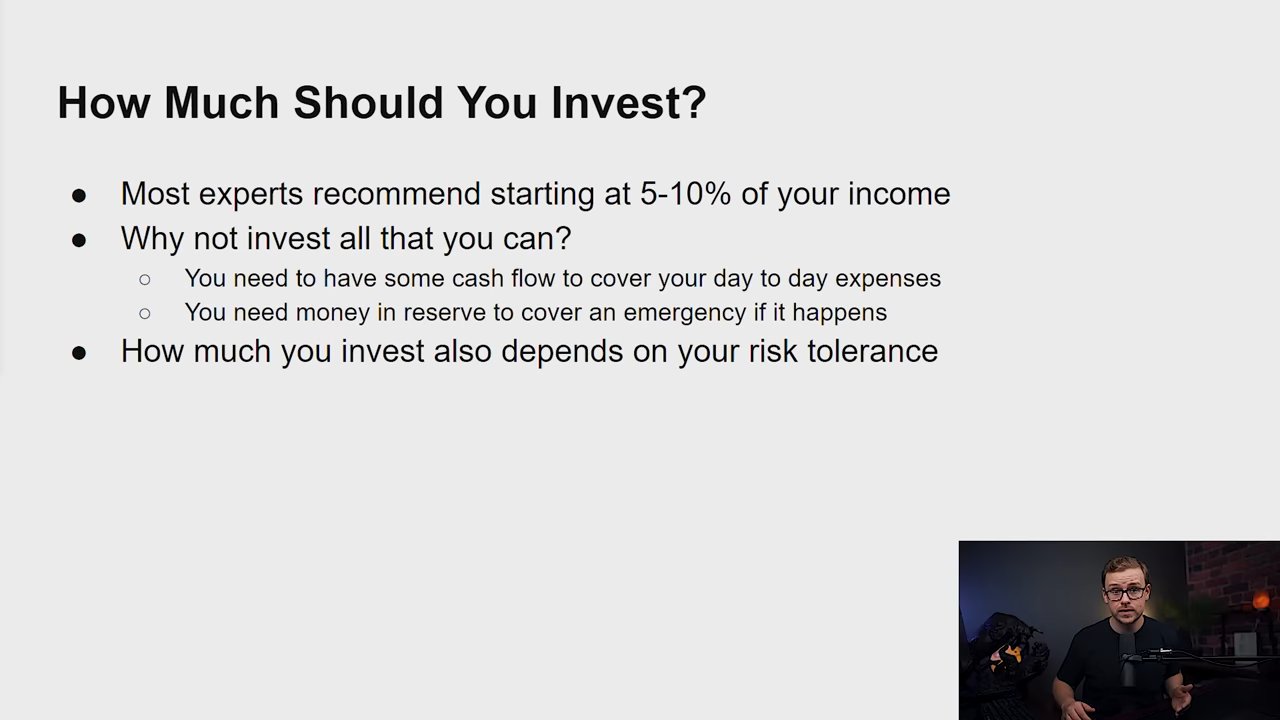 How Much Should You Invest?
● Most experts recommend starting at 5-10% of your income
● Why not invest all that you can?
○ You need to have some cash flow to cover your day to day expenses
○ You need money in reserve to cover an emergency if it happens
● How much you invest also depends on your risk tolerance